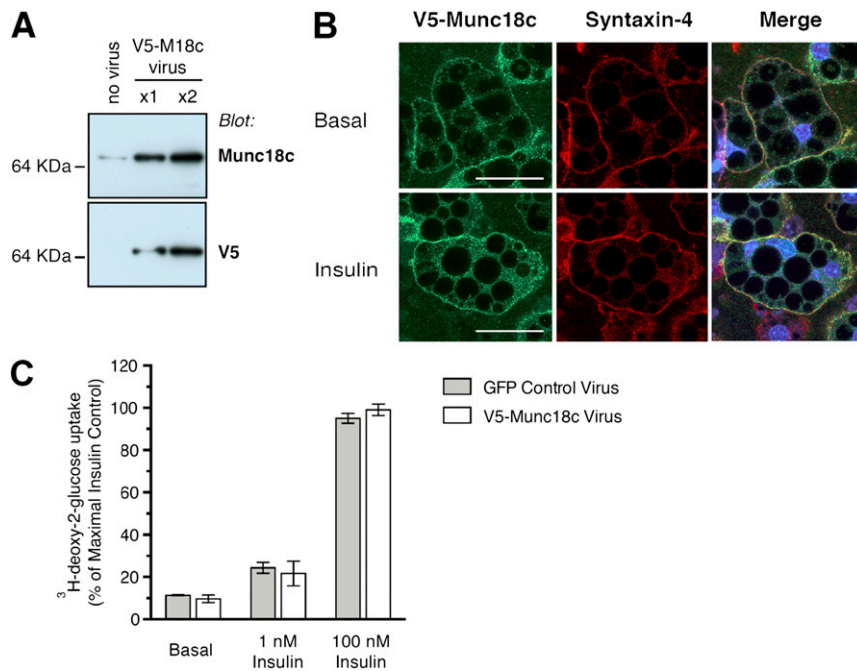 A
V5-M18c
virus
no virus
x1
x2
Blot:
64 KDa
Munc18c
64 KDa
V5
B
V5-Munc18c
Syntaxin-4
Merge
Basal
Insulin
C
³H-deoxy-2-glucose uptake
(% of Maximal Insulin Control)
120
100
80
60
40
20
0
Basal
1 nM
Insulin
100 nM
Insulin
GFP Control Virus
V5-Munc18c Virus